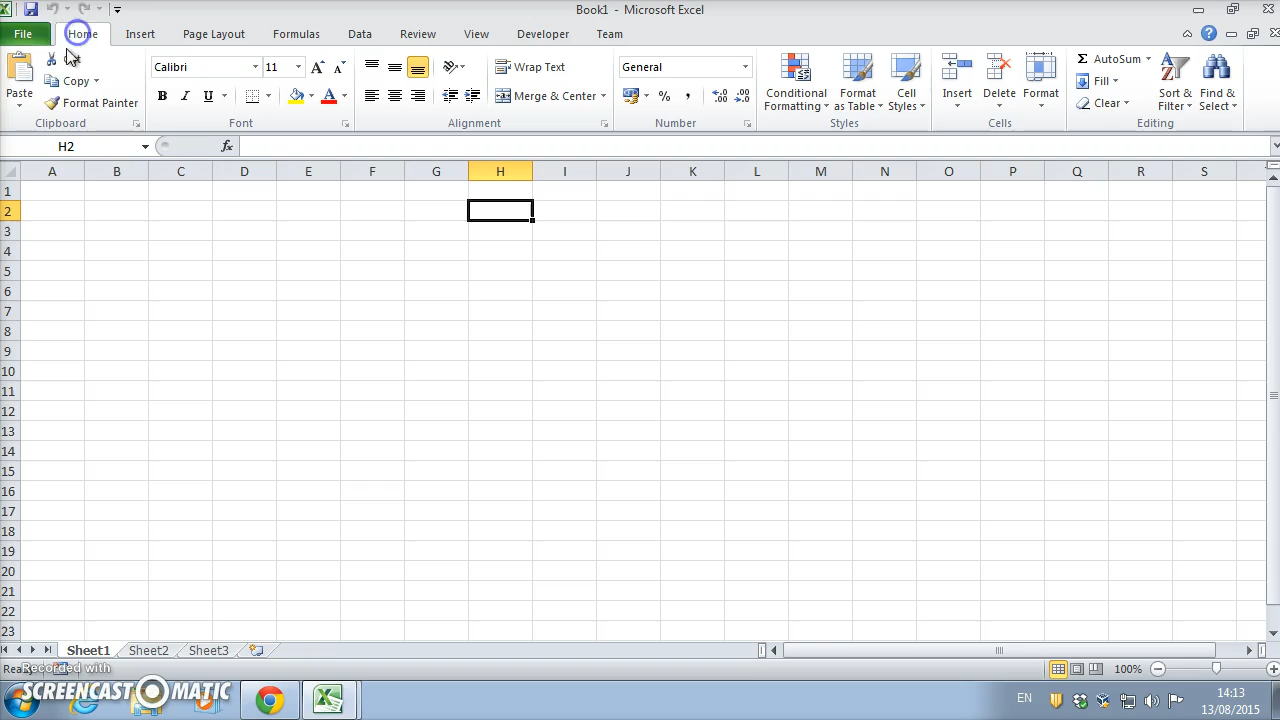 Book1 - Microsoft Excel
File Home Insert Page Layout Formulas Data Review View Developer Team
Paste
Copy
Format Painter
Clipboard
Calibri 11
B I U A
Font
Wrap Text
Merge & Center
Alignment
General
% ,
Number
Conditional Formatting
Format as Table
Cell Styles
Styles
Insert Delete Format
Cells
Σ AutoSum
Fill
Clear
Sort & Filter
Find & Select
Editing
H2 fx
A B C D E F G H I J K L M N O P Q R S
1
2
3
4
5
6
7
8
9
10
11
12
13
14
15
16
17
18
19
20
21
22
23
Sheet1 Sheet2 Sheet3
100%
Recorded with
SCREENCAST MATIC
EN
14:13
13/08/2015